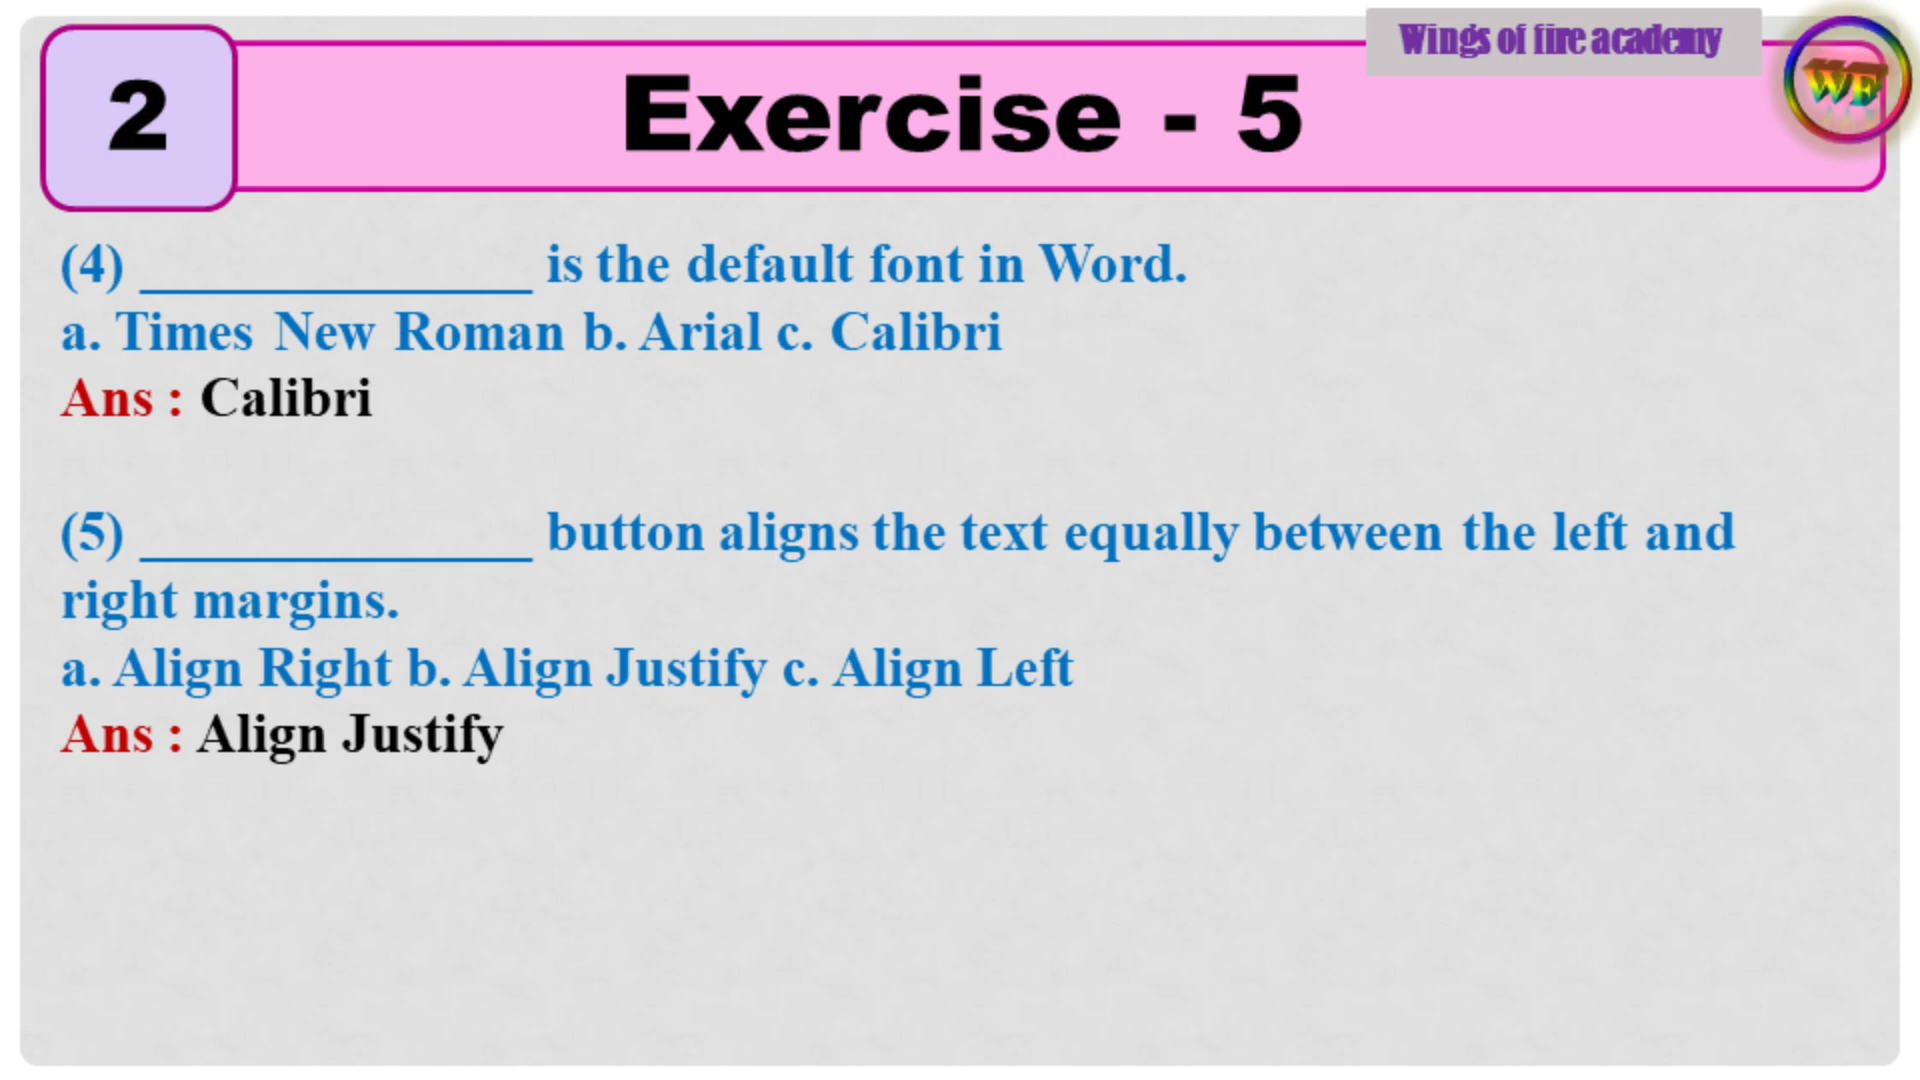 Wings of fire academy
WF
2
Exercise - 5
(4) ______________ is the default font in Word.
a. Times New Roman b. Arial c. Calibri
Ans : Calibri
(5) ______________ button aligns the text equally between the left and
right margins.
a. Align Right b. Align Justify c. Align Left
Ans : Align Justify